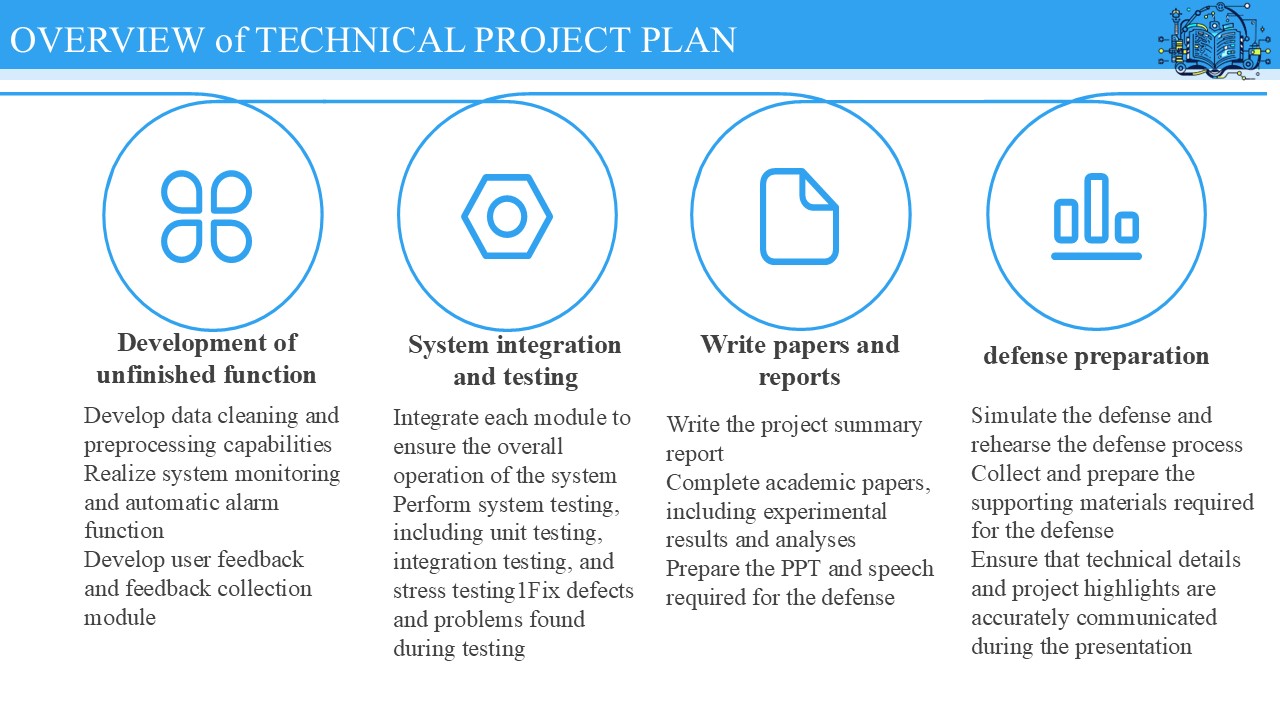 OVERVIEW of TECHNICAL PROJECT PLAN
Development of
unfinished function
Develop data cleaning and
preprocessing capabilities
Realize system monitoring
and automatic alarm
function
Develop user feedback
and feedback collection
module
System integration
and testing
Integrate each module to
ensure the overall
operation of the system
Perform system testing,
including unit testing,
integration testing, and
stress testing1Fix defects
and problems found
during testing
Write papers and
reports
Write the project summary
report
Complete academic papers,
including experimental
results and analyses
Prepare the PPT and speech
required for the defense
defense preparation
Simulate the defense and
rehearse the defense process
Collect and prepare the
supporting materials required
for the defense
Ensure that technical details
and project highlights are
accurately communicated
during the presentation